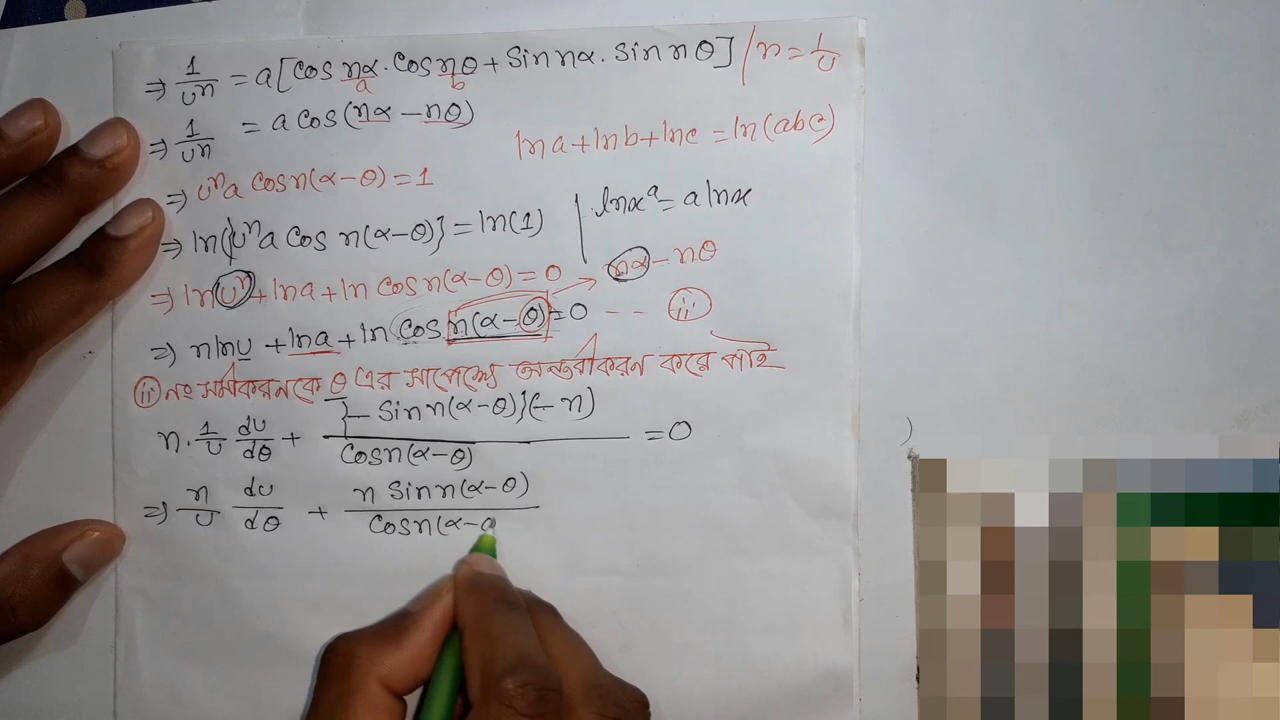 ⇒ 1/uⁿ = a[cos nα . cos nθ + sin nα . sin nθ] / r = 1/u
a b
⇒ 1/uⁿ = a cos(nα − nθ)
ln a + ln b + ln c = ln(abc)
⇒ uⁿ a cos n(α − θ) = 1
⇒ ln{uⁿ a cos n(α − θ)} = ln(1) | ln xᵃ = a ln x
⇒ ln uⁿ + ln a + ln cos n(α − θ) = 0 → nα − nθ
⇒ n ln u + ln a + ln cos n(α − θ) = 0 - - (ii)
(ii) নং সমীকরনকে θ এর সাপেক্ষে অন্তরীকরন করে পাই
n . 1/u du/dθ + {− sin n(α − θ)}(− n) / cos n(α − θ) = 0
⇒ n/u du/dθ + n sin n(α − θ) / cos n(α − θ